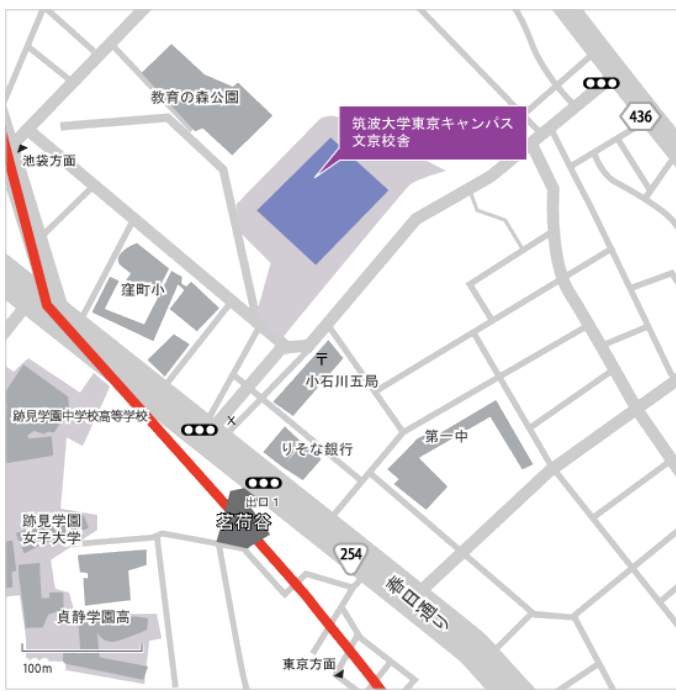 教育の森公園
筑波大学東京キャンパス
文京校舎
436
池袋方面
窪町小
〒
小石川五局
跡見学園中学校高等学校
X
りそな銀行
第一中
出口1
茗荷谷
跡見学園
女子大学
254
春日通り
貞静学園高
100m
東京方面